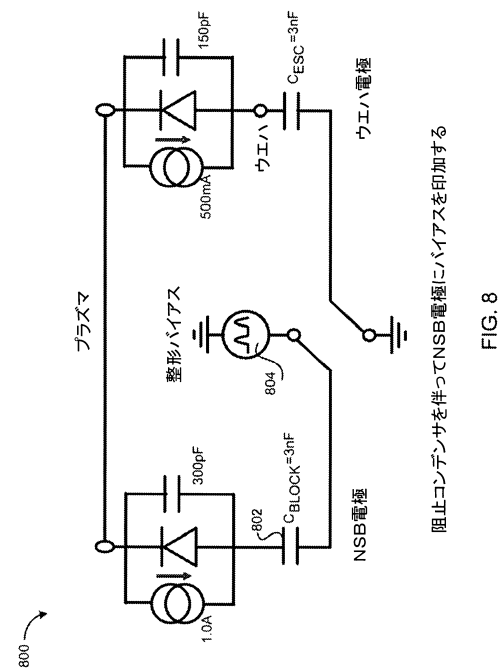 800
プラズマ
1.0A
300pF
802
C_BLOCK=3nF
NSB電極
整形バイアス
804
500mA
150pF
ウエハ
C_ESC=3nF
ウエハ電極
阻止コンデンサを伴ってNSB電極にバイアスを印加する
FIG. 8